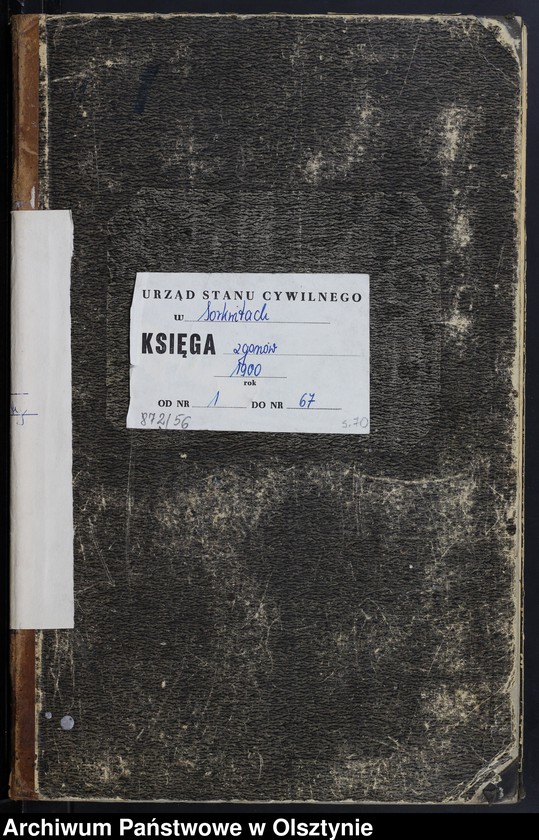 URZĄD STANU CYWILNEGO
w Sorkwitach
KSIĘGA zgonów
1900
rok
OD NR 1 DO NR 67
872/56 s.70
Archiwum Państwowe w Olsztynie